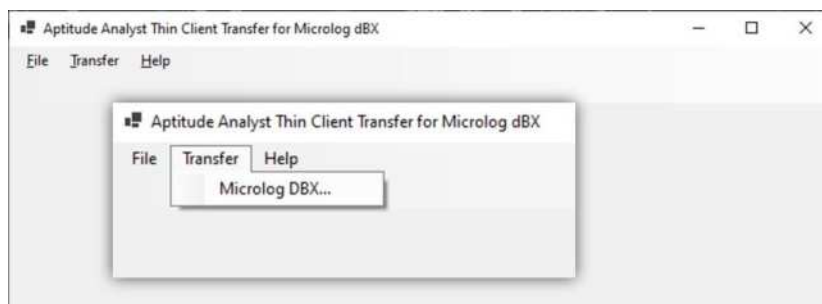 Aptitude Analyst Thin Client Transfer for Microlog dBX
File Transfer Help
Aptitude Analyst Thin Client Transfer for Microlog dBX
File Transfer Help
Microlog DBX...